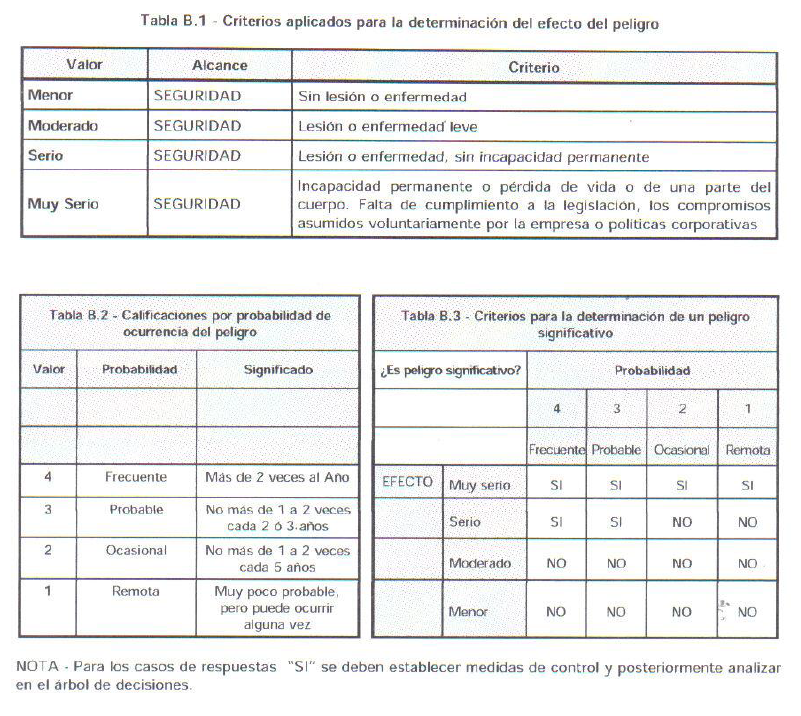 Tabla B.1 - Criterios aplicados para la determinación del efecto del peligro
Valor Alcance Criterio
Menor SEGURIDAD Sin lesión o enfermedad
Moderado SEGURIDAD Lesión o enfermedad leve
Serio SEGURIDAD Lesión o enfermedad, sin incapacidad permanente
Muy Serio SEGURIDAD Incapacidad permanente o pérdida de vida o de una parte del
cuerpo. Falta de cumplimiento a la legislación, los compromisos
asumidos voluntariamente por la empresa o políticas corporativas
Tabla B.2 - Calificaciones por probabilidad de
ocurrencia del peligro
Valor Probabilidad Significado
4 Frecuente Más de 2 veces al Año
3 Probable No más de 1 a 2 veces
cada 2 ó 3 años
2 Ocasional No más de 1 a 2 veces
cada 5 años
1 Remota Muy poco probable,
pero puede ocurrir
alguna vez
Tabla B.3 - Criterios para la determinación de un peligro
significativo
¿Es peligro significativo? Probabilidad
4 3 2 1
Frecuente Probable Ocasional Remota
EFECTO Muy serio SI SI SI SI
Serio SI SI NO NO
Moderado NO NO NO NO
Menor NO NO NO NO
NOTA - Para los casos de respuestas "SI" se deben establecer medidas de control y posteriormente analizar
en el árbol de decisiones.